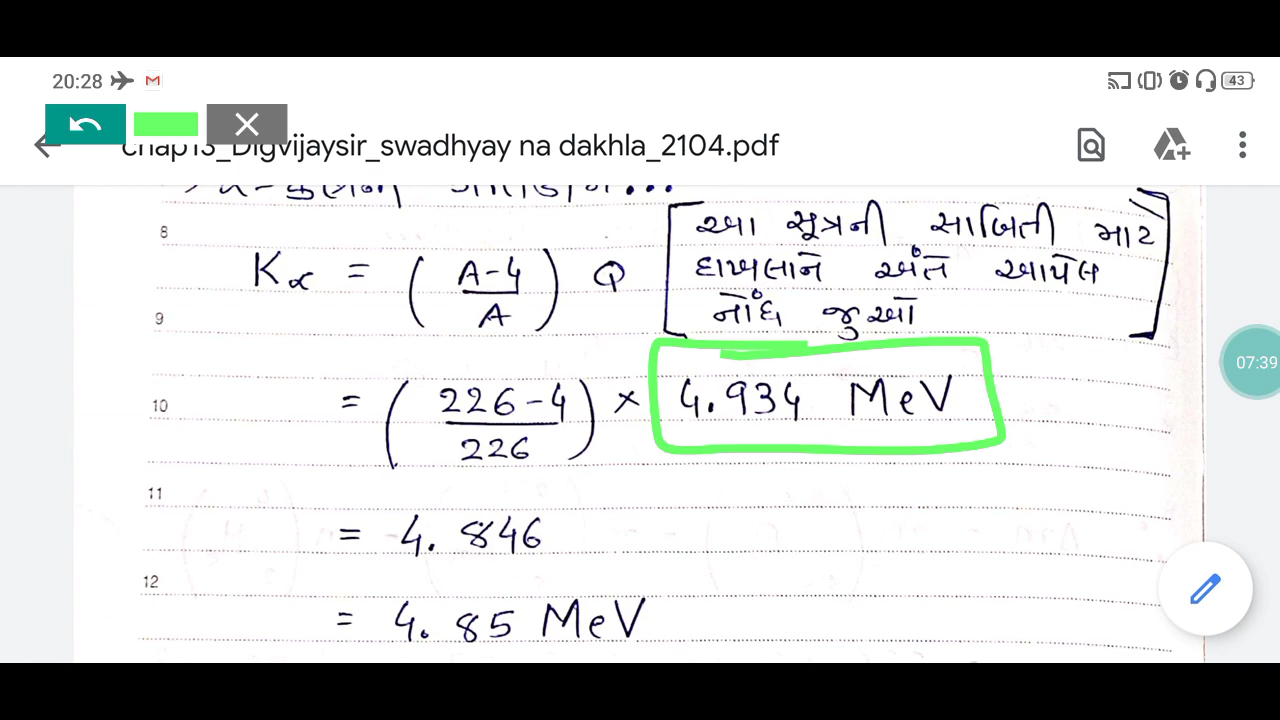 20:28
43
chap13_Digvijaysir_swadhyay na dakhla_2104.pdf
8
Kα = (A-4/A) Q [આ સૂત્રની સાબિતી માટે
દાખલાને અંતે આપેલ
નોંધ જુઓ]
9
07:39
10
= (226-4/226) × 4.934 MeV
11
= 4.846
12
= 4.85 MeV